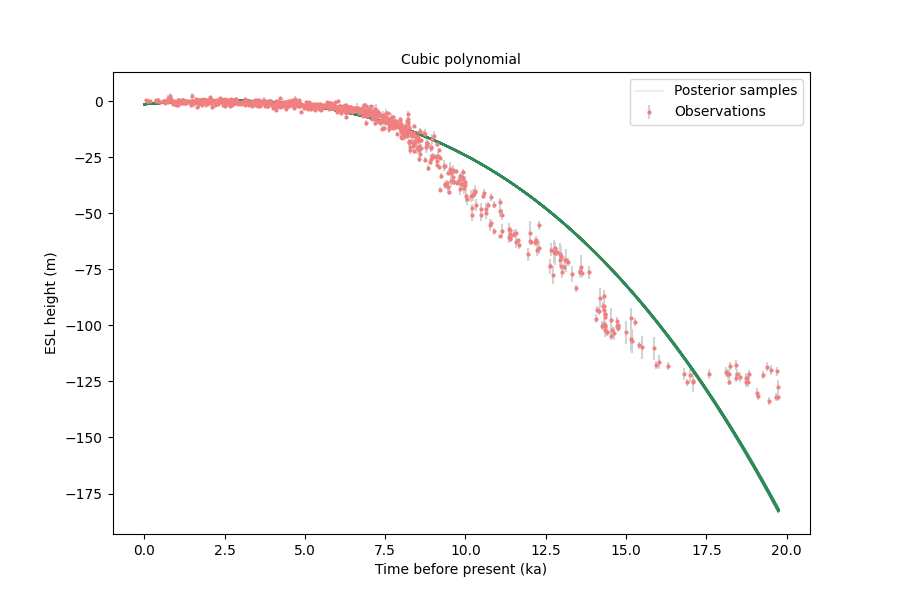 Cubic polynomial
Posterior samples
Observations
ESL height (m)
0
−25
−50
−75
−100
−125
−150
−175
0.0 2.5 5.0 7.5 10.0 12.5 15.0 17.5 20.0
Time before present (ka)